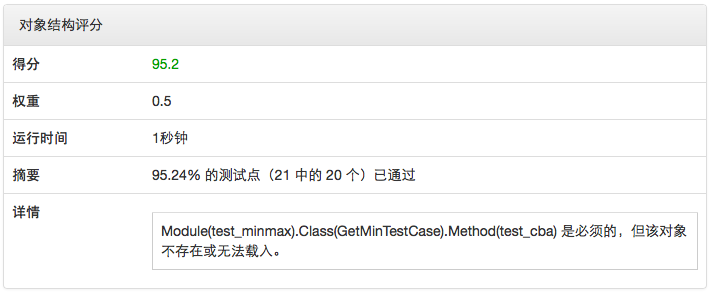 对象结构评分
得分 95.2
权重 0.5
运行时间 1秒钟
摘要 95.24% 的测试点（21 中的 20 个）已通过
详情
Module(test_minmax).Class(GetMinTestCase).Method(test_cba) 是必须的，但该对象
不存在或无法载入。